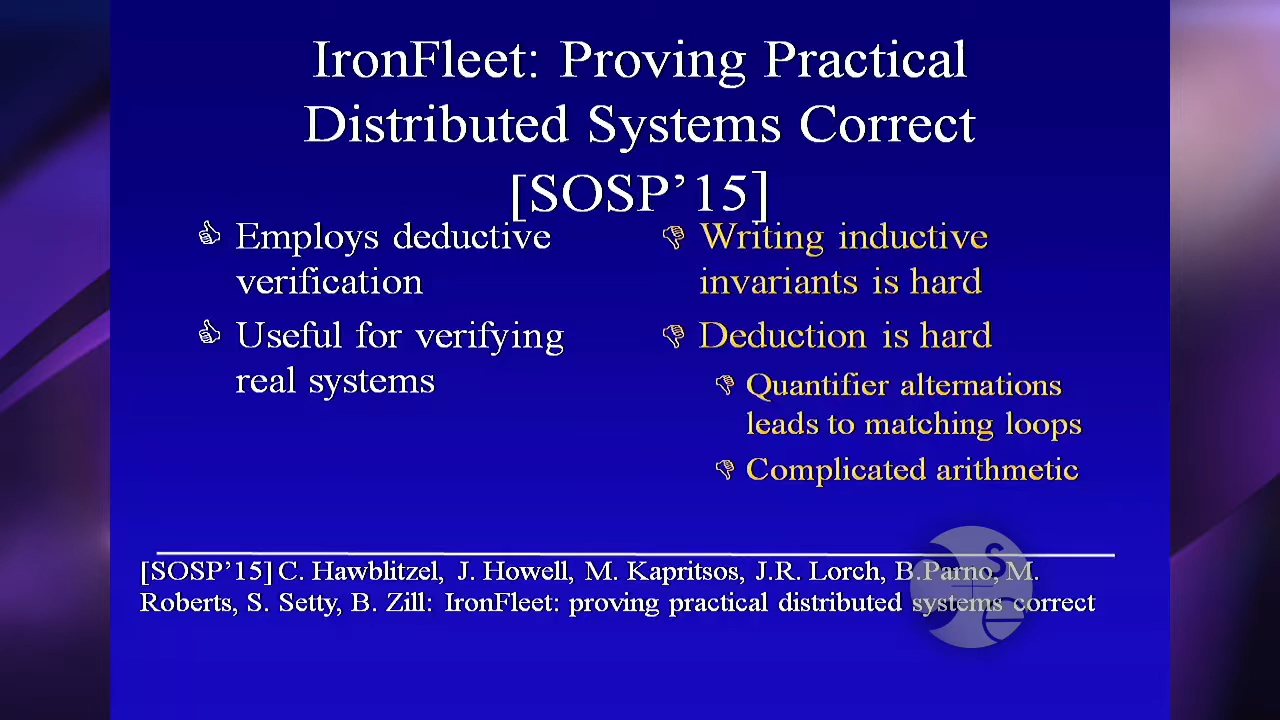 IronFleet: Proving Practical
Distributed Systems Correct
[SOSP’15]
Employs deductive
verification
Useful for verifying
real systems
Writing inductive
invariants is hard
Deduction is hard
Quantifier alternations
leads to matching loops
Complicated arithmetic
[SOSP’15] C. Hawblitzel, J. Howell, M. Kapritsos, J.R. Lorch, B.Parno, M.
Roberts, S. Setty, B. Zill: IronFleet: proving practical distributed systems correct